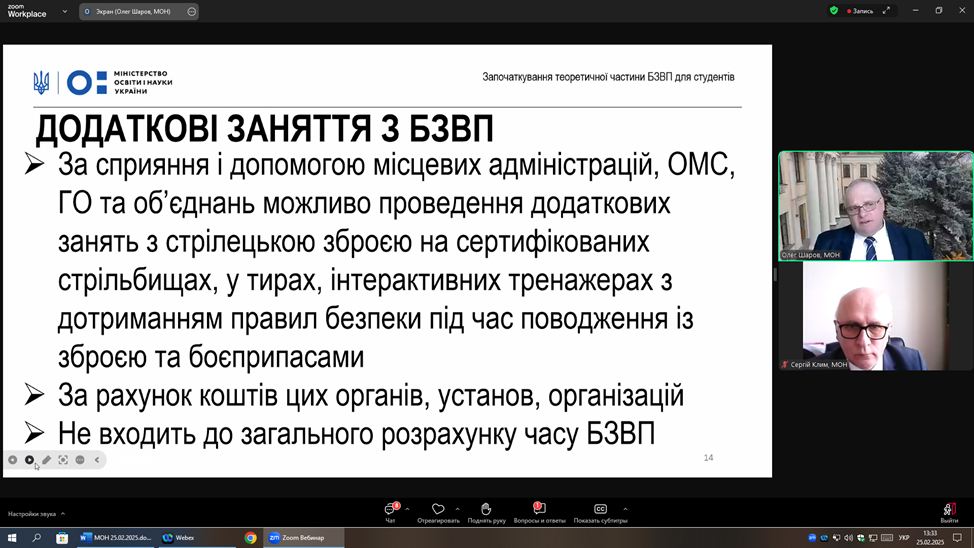 zoom
Workplace
Экран (Олег Шаров, МОН)
Запись
МІНІСТЕРСТВО
ОСВІТИ І НАУКИ
УКРАЇНИ
Започаткування теоретичної частини БЗВП для студентів
ДОДАТКОВІ ЗАНЯТТЯ З БЗВП
За сприяння і допомогою місцевих адміністрацій, ОМС,
ГО та об’єднань можливо проведення додаткових
занять з стрілецькою зброєю на сертифікованих
стрільбищах, у тирах, інтерактивних тренажерах з
дотриманням правил безпеки під час поводження із
зброєю та боєприпасами
За рахунок коштів цих органів, установ, організацій
Не входить до загального розрахунку часу БЗВП
14
Олег Шаров, МОН
Сергій Клим, МОН
Настройки звука
8
Чат
Отреагировать
Поднять руку
1
Вопросы и ответы
CC
Показать субтитры
Выйти
МОН 25.02.2025.do...
Webex
zm
Zoom Вебинар
УКР
13:33
25.02.2025